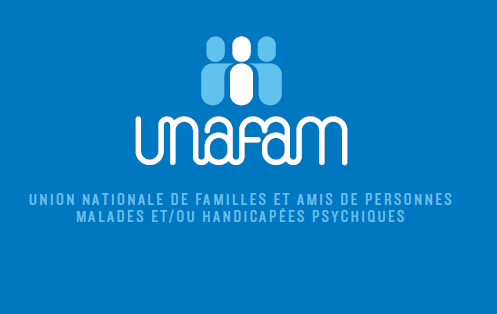 unafam
UNION NATIONALE DE FAMILLES ET AMIS DE PERSONNES
MALADES ET/OU HANDICAPÉES PSYCHIQUES